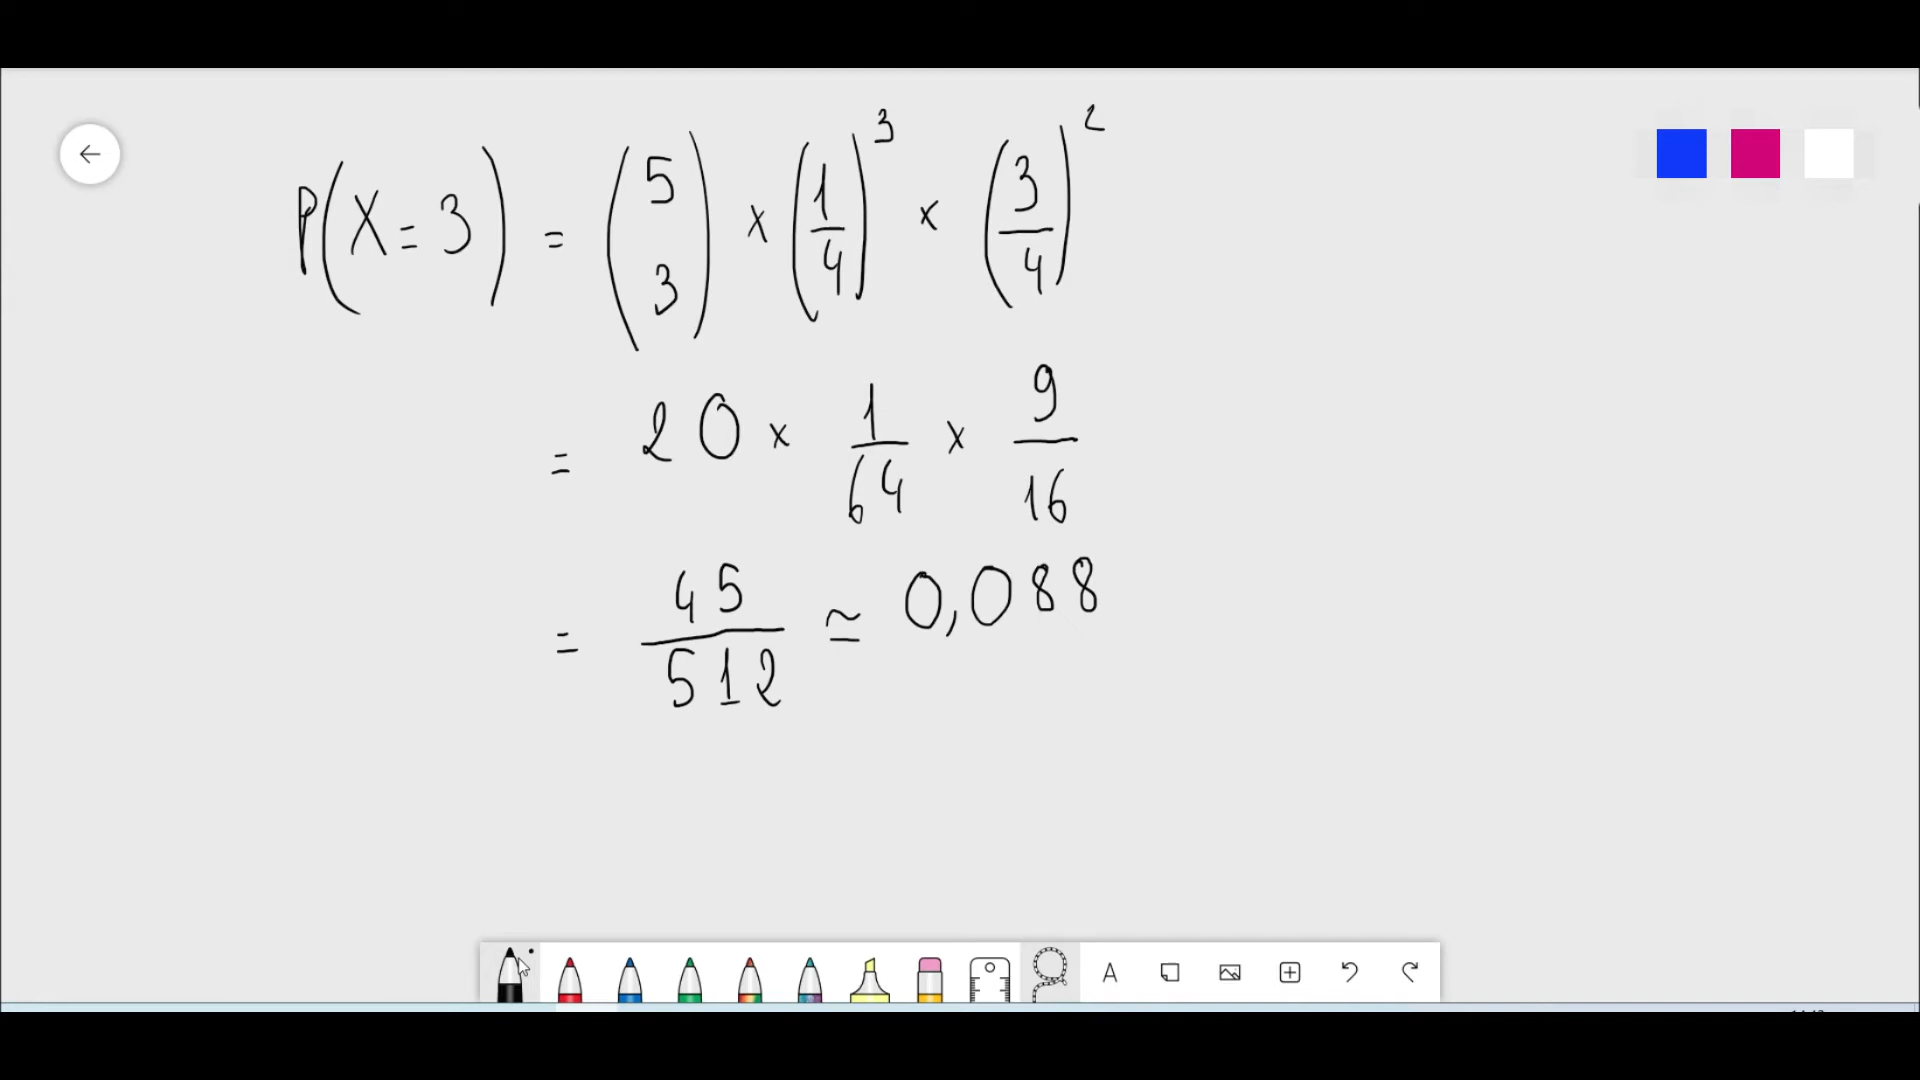 P(X=3) = (5 3) x (1/4)^3 x (3/4)^2
= 20 x 1/64 x 9/16
= 45/512 ≃ 0,088
A